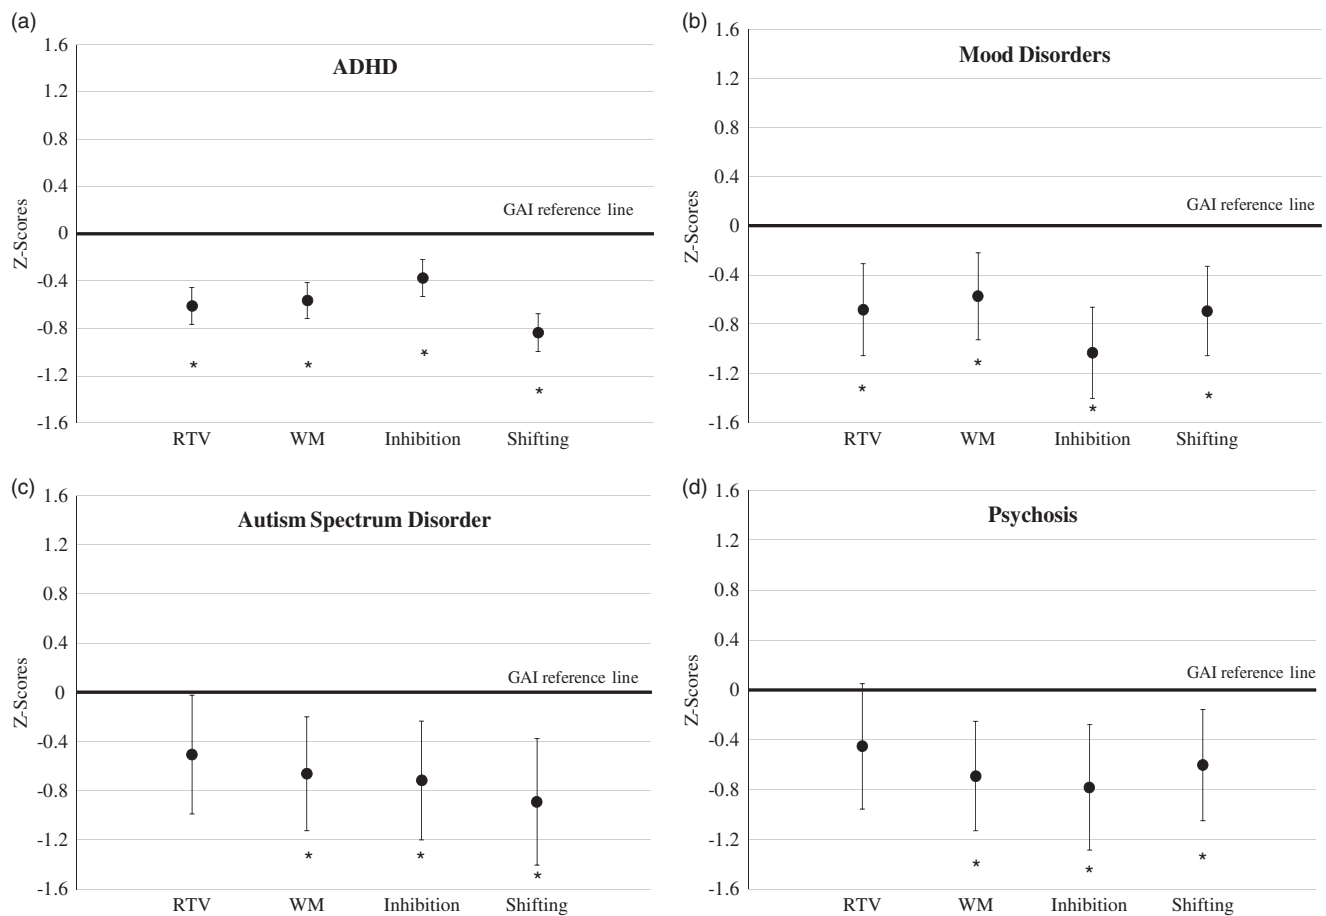 (a)
ADHD
1.6
1.2
0.8
0.4
0
-0.4
-0.8
-1.2
-1.6
Z-Scores
GAI reference line
*
*
*
*
RTV
WM
Inhibition
Shifting
(b)
Mood Disorders
1.6
1.2
0.8
0.4
0
-0.4
-0.8
-1.2
-1.6
Z-Scores
GAI reference line
*
*
*
*
RTV
WM
Inhibition
Shifting
(c)
Autism Spectrum Disorder
1.6
1.2
0.8
0.4
0
-0.4
-0.8
-1.2
-1.6
Z-Scores
GAI reference line
*
*
*
RTV
WM
Inhibition
Shifting
(d)
Psychosis
1.6
1.2
0.8
0.4
0
-0.4
-0.8
-1.2
-1.6
Z-Scores
GAI reference line
*
*
*
RTV
WM
Inhibition
Shifting